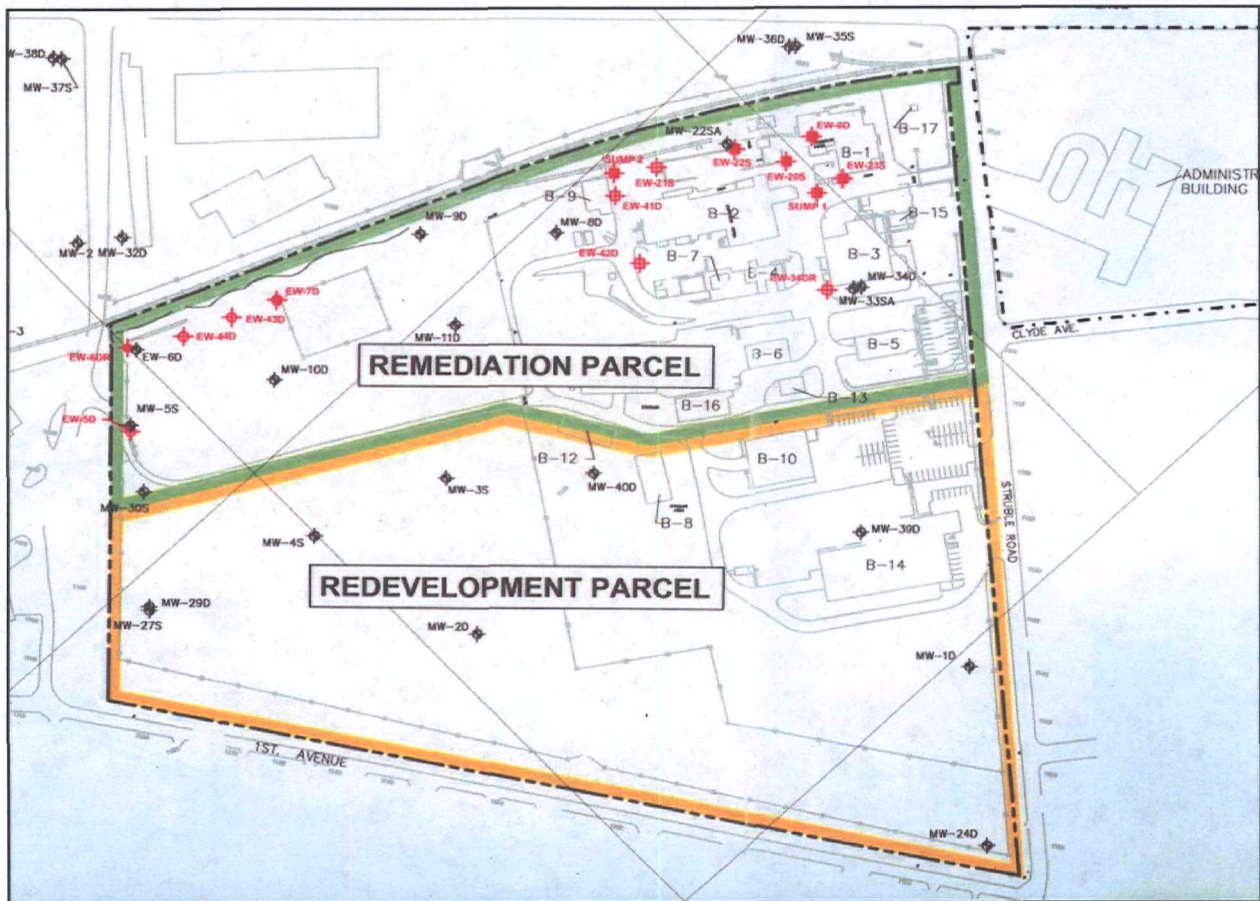 MW-36D
MW-35S
W-38D
MW-37S
EW-0D
B-17
MW-22SA
B-1
SUMP 2
EW-22S
EW-20S
EW-23S
EW-21S
ADMINISTR
BUILDING
B-9
EW-41D
SUMP 1
MW-9D
MW-8D
B-2
B-15
MW-2
MW-32D
EW-42D
B-7
B-4
B-3
EW-34DR
MW-34D
MW-33SA
EW-7D
EW-43D
-3
MW-11D
CLYDE AVE.
EW-44D
EW-6DR
EW-6D
B-6
B-5
REMEDIATION PARCEL
MW-10D
B-13
B-16
MW-5S
EW-5D
B-12
B-10
MW-30S
MW-3S
MW-40D
STRUBLE ROAD
B-8
MW-4S
MW-39D
B-14
REDEVELOPMENT PARCEL
MW-29D
MW-27S
MW-2D
MW-1D
1ST. AVENUE
MW-24D